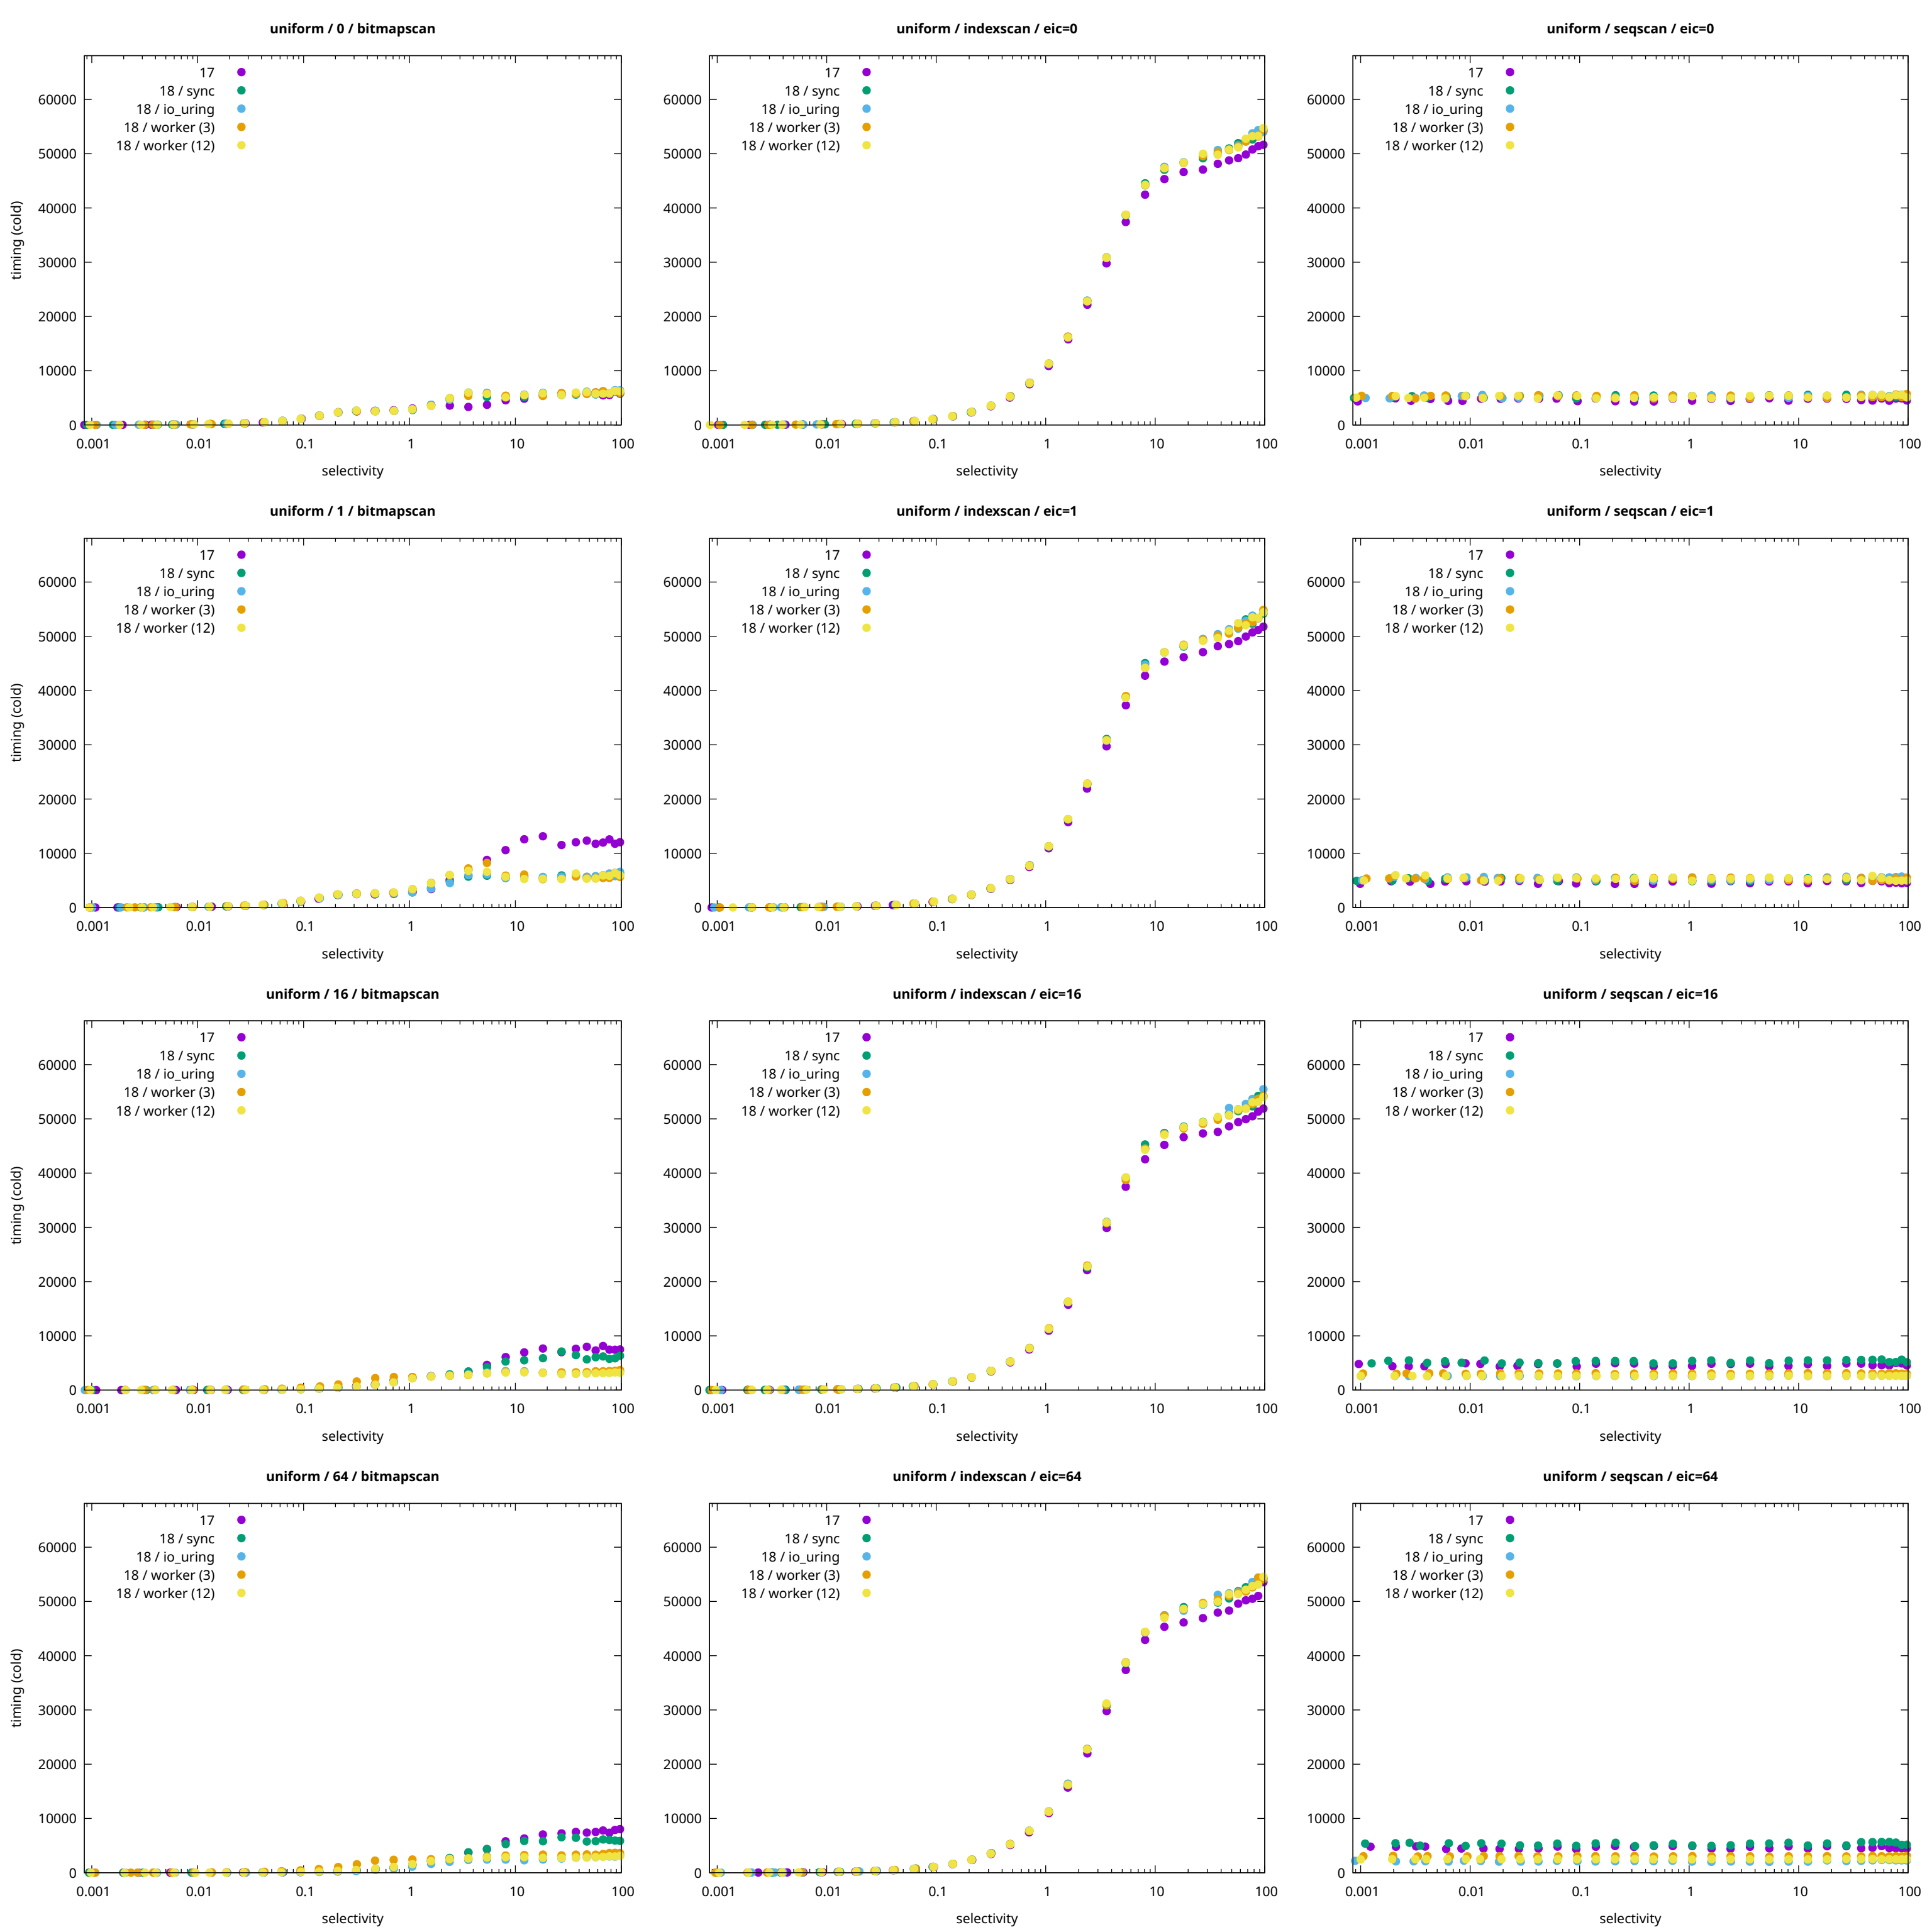 uniform / 0 / bitmapscan
timing (cold)
60000
50000
40000
30000
20000
10000
0
17
18 / sync
18 / io_uring
18 / worker (3)
18 / worker (12)
0.001 0.01 0.1 1 10 100
selectivity
uniform / indexscan / eic=0
60000
50000
40000
30000
20000
10000
0
17
18 / sync
18 / io_uring
18 / worker (3)
18 / worker (12)
0.001 0.01 0.1 1 10 100
selectivity
uniform / seqscan / eic=0
60000
50000
40000
30000
20000
10000
0
17
18 / sync
18 / io_uring
18 / worker (3)
18 / worker (12)
0.001 0.01 0.1 1 10 100
selectivity
uniform / 1 / bitmapscan
timing (cold)
60000
50000
40000
30000
20000
10000
0
17
18 / sync
18 / io_uring
18 / worker (3)
18 / worker (12)
0.001 0.01 0.1 1 10 100
selectivity
uniform / indexscan / eic=1
60000
50000
40000
30000
20000
10000
0
17
18 / sync
18 / io_uring
18 / worker (3)
18 / worker (12)
0.001 0.01 0.1 1 10 100
selectivity
uniform / seqscan / eic=1
60000
50000
40000
30000
20000
10000
0
17
18 / sync
18 / io_uring
18 / worker (3)
18 / worker (12)
0.001 0.01 0.1 1 10 100
selectivity
uniform / 16 / bitmapscan
timing (cold)
60000
50000
40000
30000
20000
10000
0
17
18 / sync
18 / io_uring
18 / worker (3)
18 / worker (12)
0.001 0.01 0.1 1 10 100
selectivity
uniform / indexscan / eic=16
60000
50000
40000
30000
20000
10000
0
17
18 / sync
18 / io_uring
18 / worker (3)
18 / worker (12)
0.001 0.01 0.1 1 10 100
selectivity
uniform / seqscan / eic=16
60000
50000
40000
30000
20000
10000
0
17
18 / sync
18 / io_uring
18 / worker (3)
18 / worker (12)
0.001 0.01 0.1 1 10 100
selectivity
uniform / 64 / bitmapscan
timing (cold)
60000
50000
40000
30000
20000
10000
0
17
18 / sync
18 / io_uring
18 / worker (3)
18 / worker (12)
0.001 0.01 0.1 1 10 100
selectivity
uniform / indexscan / eic=64
60000
50000
40000
30000
20000
10000
0
17
18 / sync
18 / io_uring
18 / worker (3)
18 / worker (12)
0.001 0.01 0.1 1 10 100
selectivity
uniform / seqscan / eic=64
60000
50000
40000
30000
20000
10000
0
17
18 / sync
18 / io_uring
18 / worker (3)
18 / worker (12)
0.001 0.01 0.1 1 10 100
selectivity